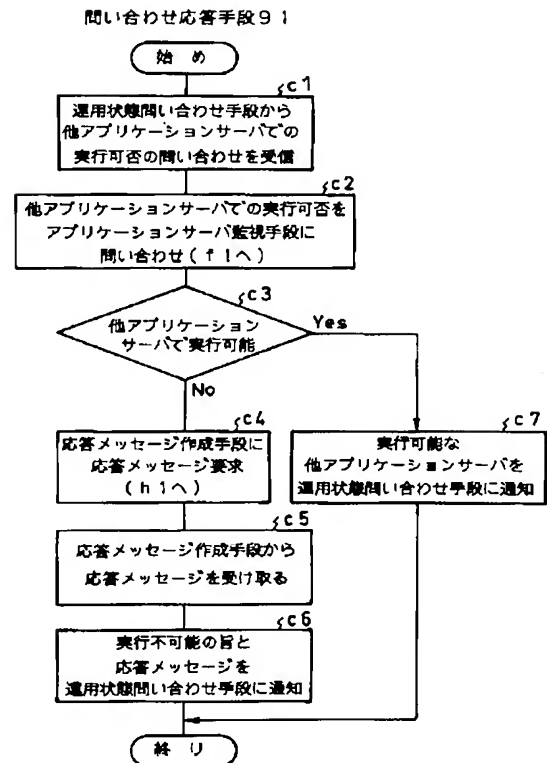 問い合わせ応答手段91
始め
c1
運用状態問い合わせ手段から
他アプリケーションサーバでの
実行可否の問い合わせを受信
c2
他アプリケーションサーバでの実行可否を
アプリケーションサーバ監視手段に
問い合わせ(f1へ)
c3
他アプリケーション
サーバで実行可能
Yes
No
c4
応答メッセージ作成手段に
応答メッセージ要求
(h1へ)
c7
実行可能な
他アプリケーションサーバを
運用状態問い合わせ手段に通知
c5
応答メッセージ作成手段から
応答メッセージを受け取る
c6
実行不可能の旨と
応答メッセージを
運用状態問い合わせ手段に通知
終り